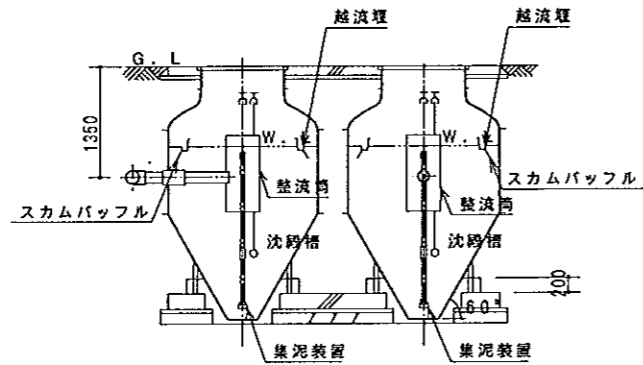 越流堰
越流堰
G.L
1350
W.
W.
スカムバッフル
整流筒
整流筒
スカムバッフル
沈殿槽
沈殿槽
200
60°
集泥装置
集泥装置